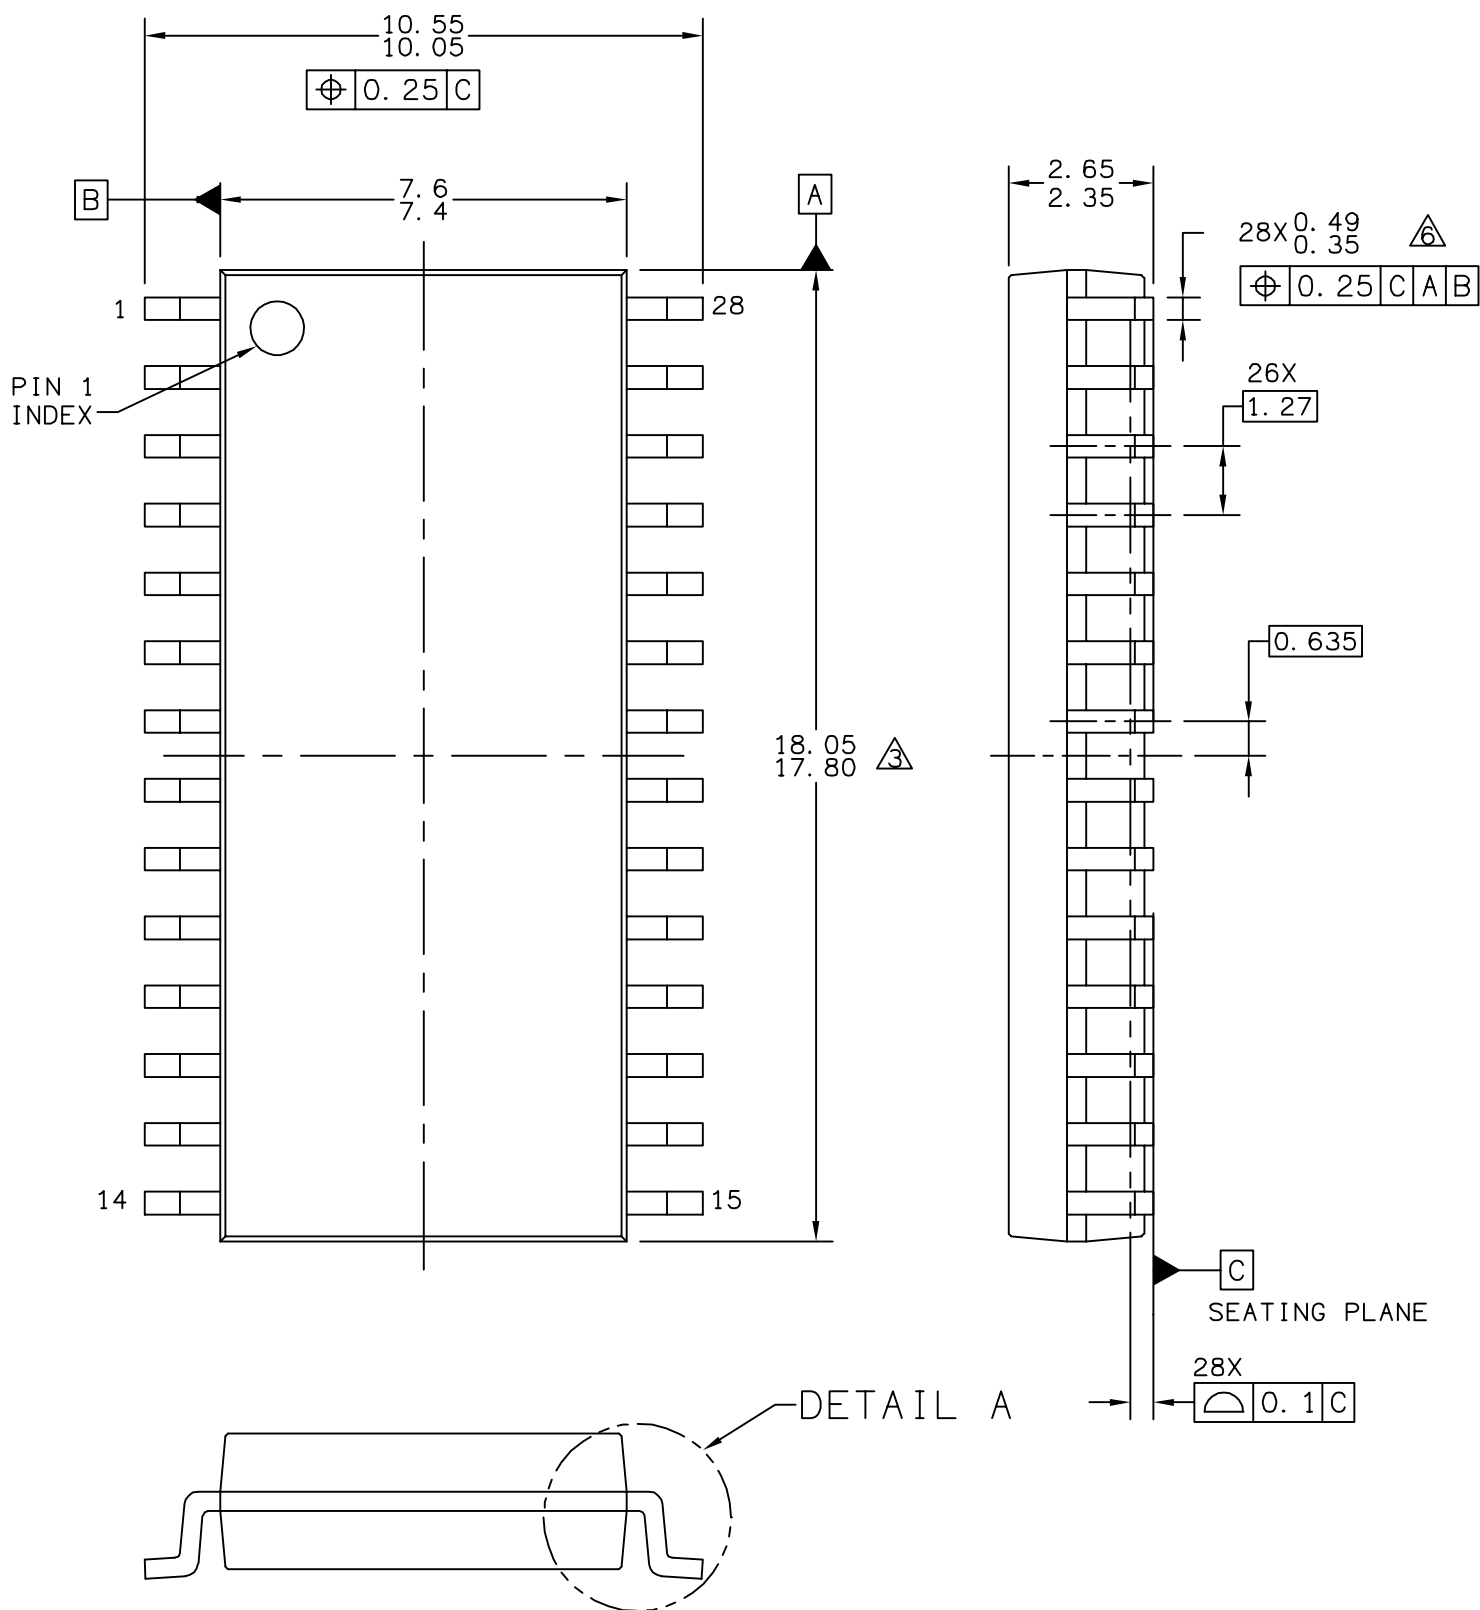 10. 55
10. 05
⌖ 0. 25 C
B
7. 6
7. 4
A
2. 65
2. 35
28X 0. 49
0. 35
6
⌖ 0. 25 C A B
1
28
PIN 1
INDEX
26X
1. 27
0. 635
18. 05
17. 80
3
14
15
C
SEATING PLANE
28X
⌓ 0. 1 C
DETAIL A